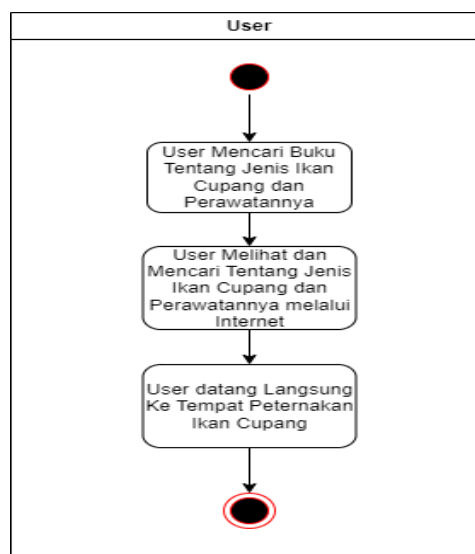 User
User Mencari Buku
Tentang Jenis Ikan
Cupang dan
Perawatannya
User Melihat dan
Mencari Tentang Jenis
Ikan Cupang dan
Perawatannya melalui
Internet
User datang Langsung
Ke Tempat Peternakan
Ikan Cupang